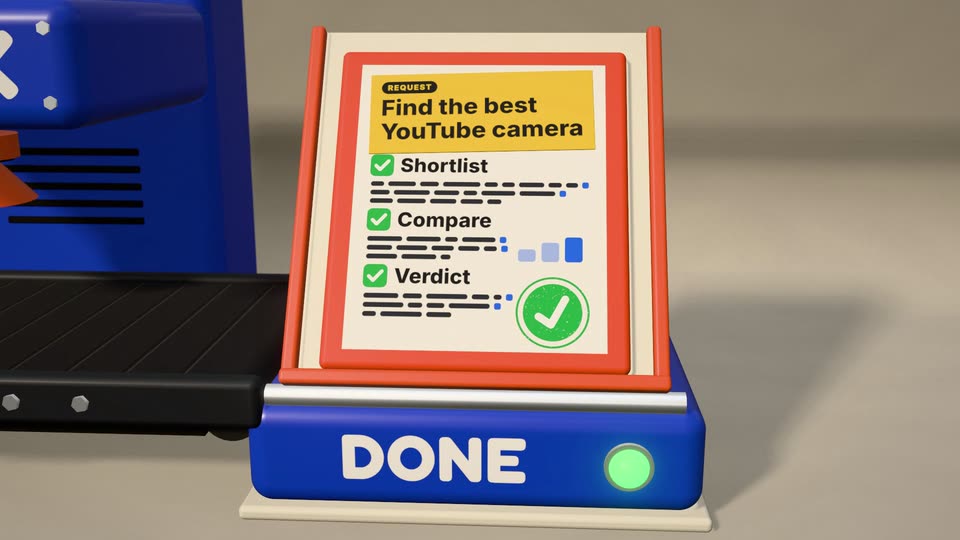 REQUEST
Find the best
YouTube camera
Shortlist
Compare
Verdict
DONE